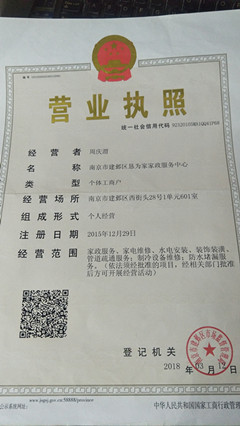 营业执照
统一社会信用代码
经营者
名称 南京市建邺区恳为家家政服务中心
类型 个体工商户
经营场所 南京市建邺区西街头28号1单元601室
组成形式 个人经营
注册日期 2015年12月29日
经营范围 家政服务、家电维修、水电安装、装饰装潢、
管道疏通服务；制冷设备维修；防水堵漏服
务。（依法须经批准的项目，经相关部门批准
后方可开展经营活动）
登记机关
2018 年 月 日
中华人民共和国国家工商行政管理